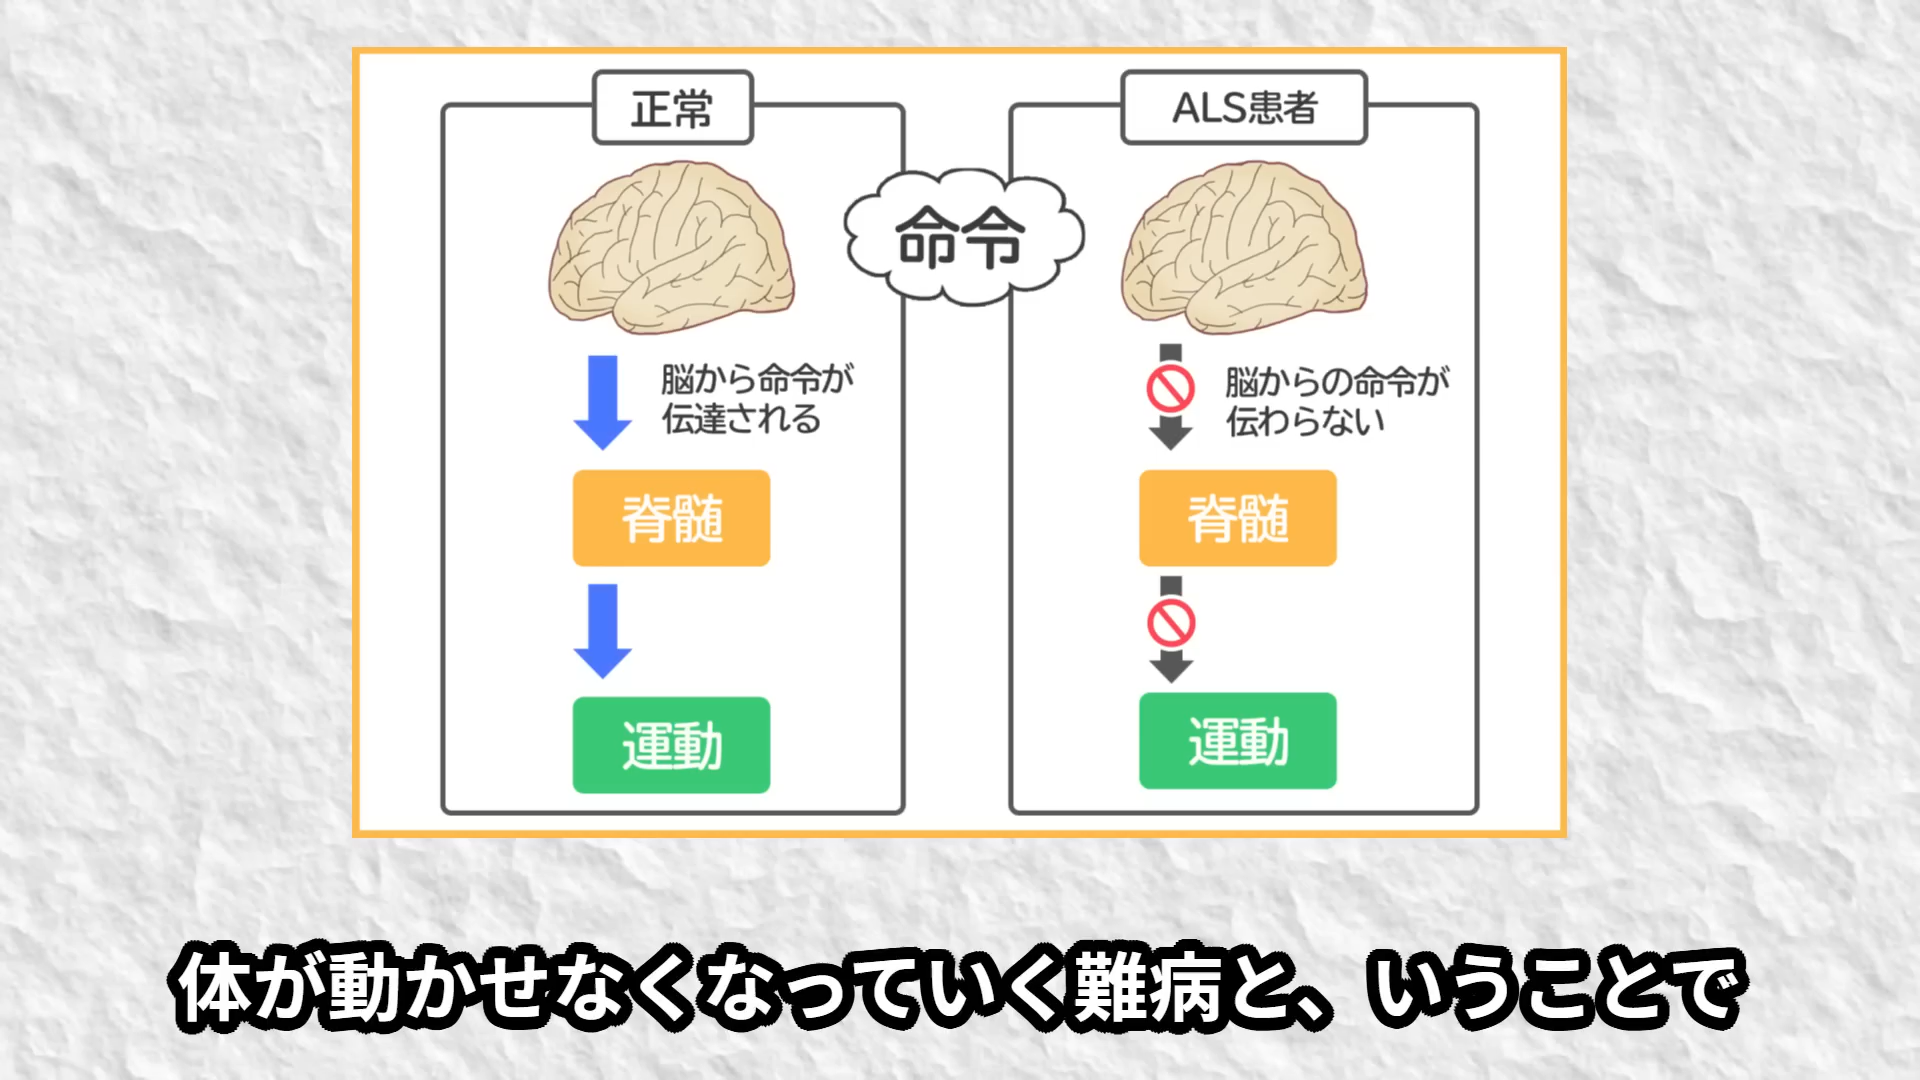 正常
ALS患者
命令
脳から命令が
伝達される
脳からの命令が
伝わらない
脊髄
脊髄
運動
運動
体が動かせなくなっていく難病と、いうことで